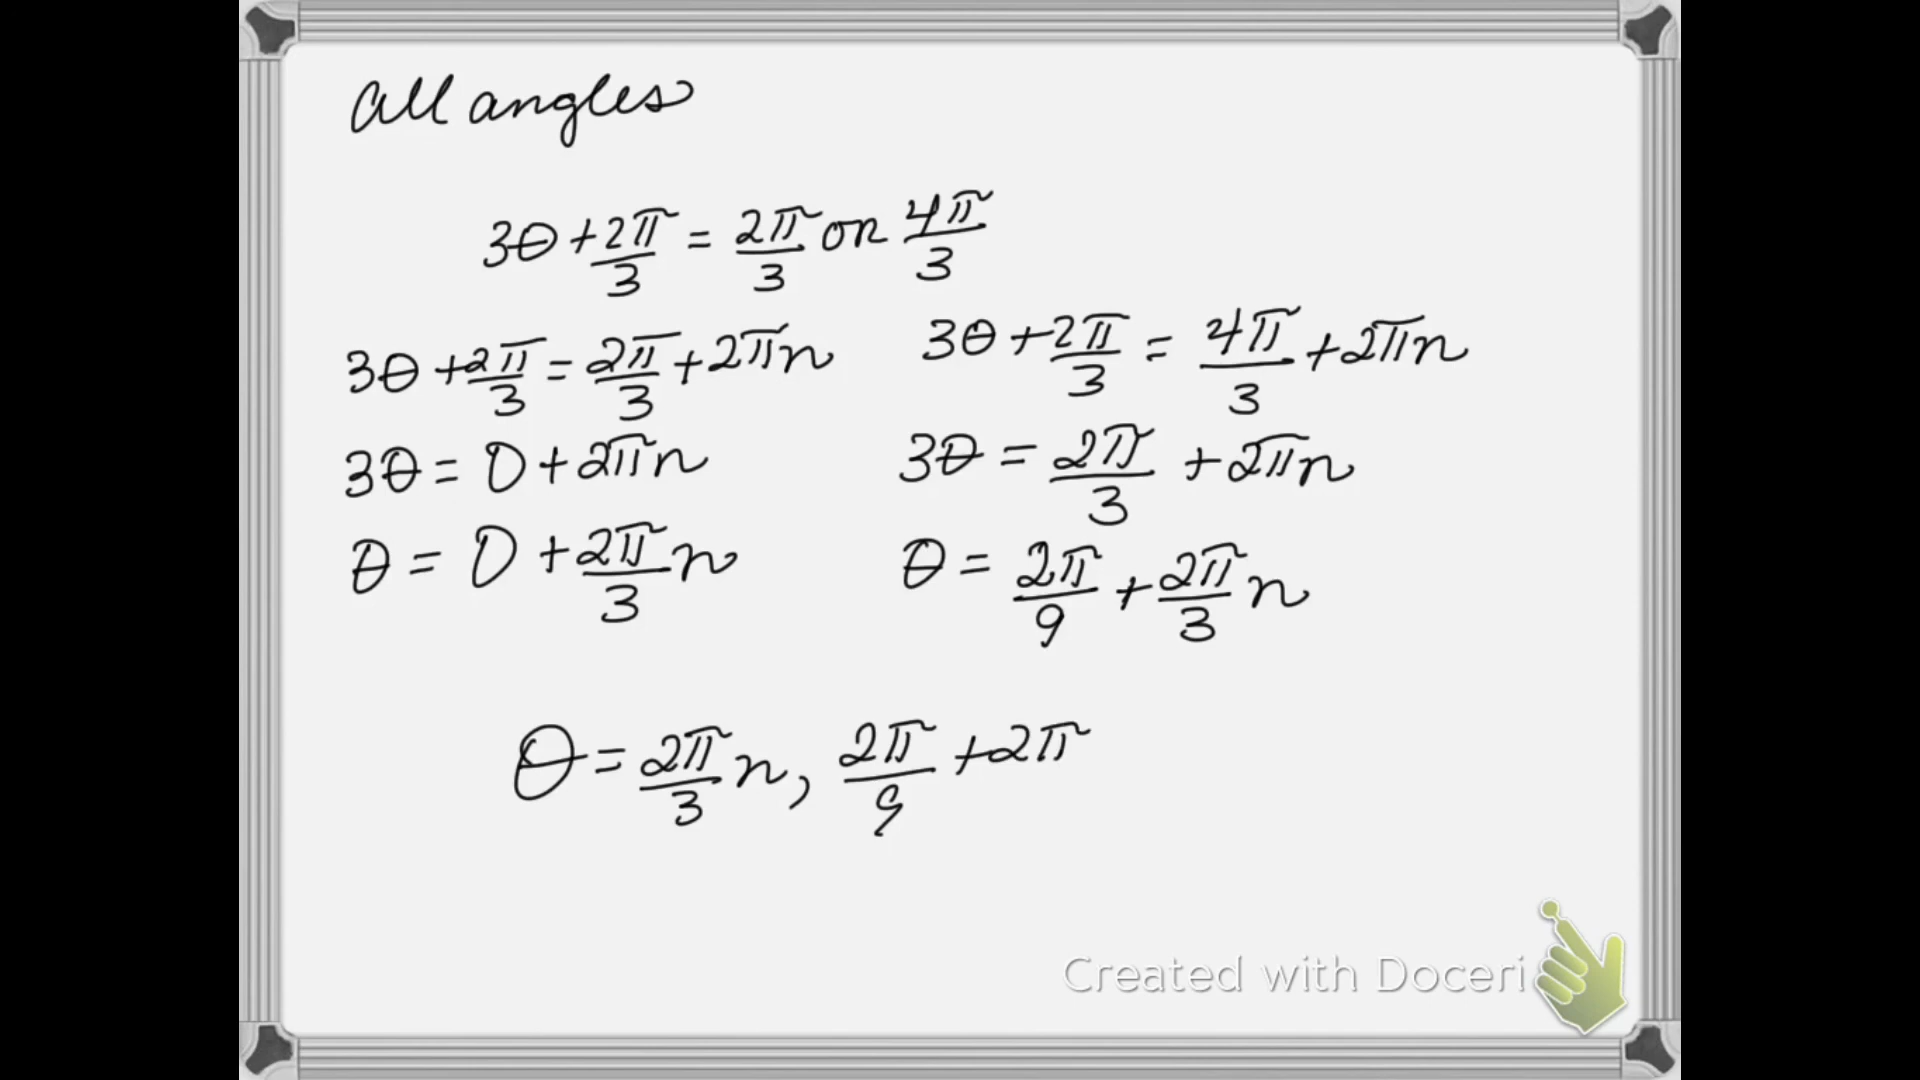 All angles
3θ + 2π/3 = 2π/3 or 4π/3
3θ + 2π/3 = 2π/3 + 2πn
3θ = 0 + 2πn
θ = 0 + 2π/3 n
3θ + 2π/3 = 4π/3 + 2πn
3θ = 2π/3 + 2πn
θ = 2π/9 + 2π/3 n
θ = 2π/3 n, 2π/9 + 2π
Created with Doceri